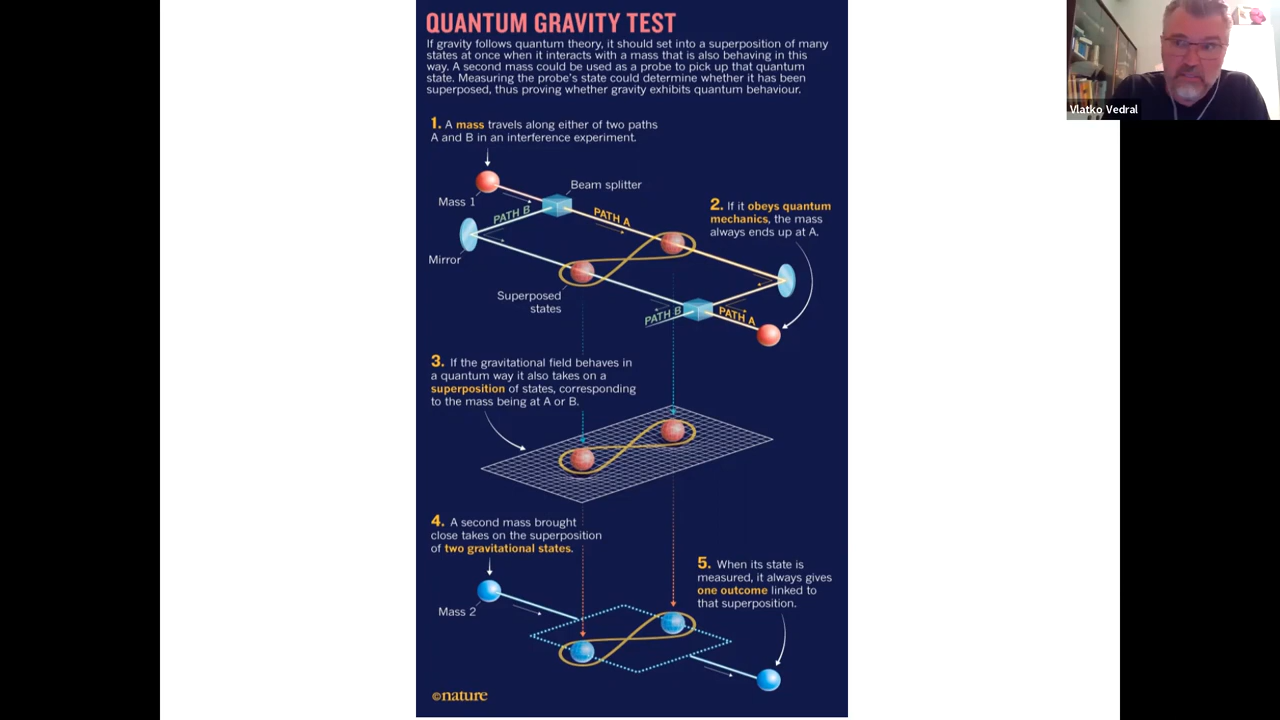 QUANTUM GRAVITY TEST
If gravity follows quantum theory, it should set into a superposition of many
states at once when it interacts with a mass that is also behaving in this
way. A second mass could be used as a probe to pick up that quantum
state. Measuring the probe's state could determine whether it has been
superposed, thus proving whether gravity exhibits quantum behaviour.
Vlatko Vedral
1. A mass travels along either of two paths
A and B in an interference experiment.
Beam splitter
Mass 1
PATH B
PATH A
2. If it obeys quantum
mechanics, the mass
always ends up at A.
Mirror
Superposed
states
PATH B
PATH A
3. If the gravitational field behaves in
a quantum way it also takes on a
superposition of states, corresponding
to the mass being at A or B.
4. A second mass brought
close takes on the superposition
of two gravitational states.
5. When its state is
measured, it always gives
one outcome linked to
that superposition.
Mass 2
©nature